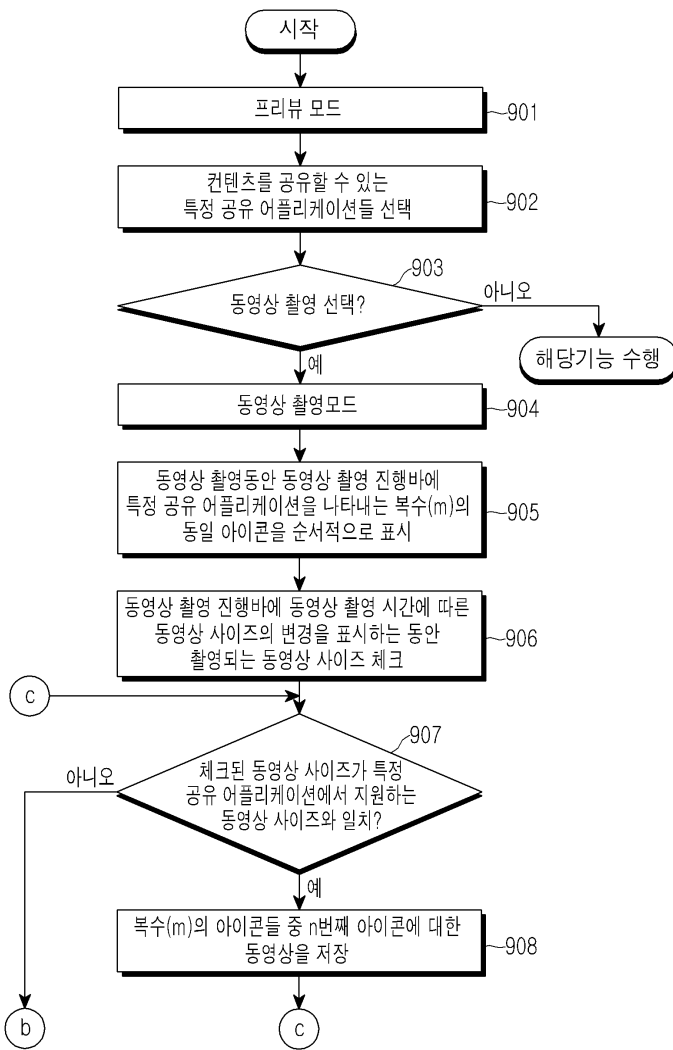 시작
프리뷰 모드
901
컨텐츠를 공유할 수 있는
특정 공유 어플리케이션들 선택
902
903
동영상 촬영 선택?
아니오
해당기능 수행
예
동영상 촬영모드
904
동영상 촬영동안 동영상 촬영 진행바에
특정 공유 어플리케이션을 나타내는 복수(m)의
동일 아이콘을 순서적으로 표시
905
동영상 촬영 진행바에 동영상 촬영 시간에 따른
동영상 사이즈의 변경을 표시하는 동안
촬영되는 동영상 사이즈 체크
906
c
907
체크된 동영상 사이즈가 특정
공유 어플리케이션에서 지원하는
동영상 사이즈와 일치?
아니오
예
복수(m)의 아이콘들 중 n번째 아이콘에 대한
동영상을 저장
908
b
c